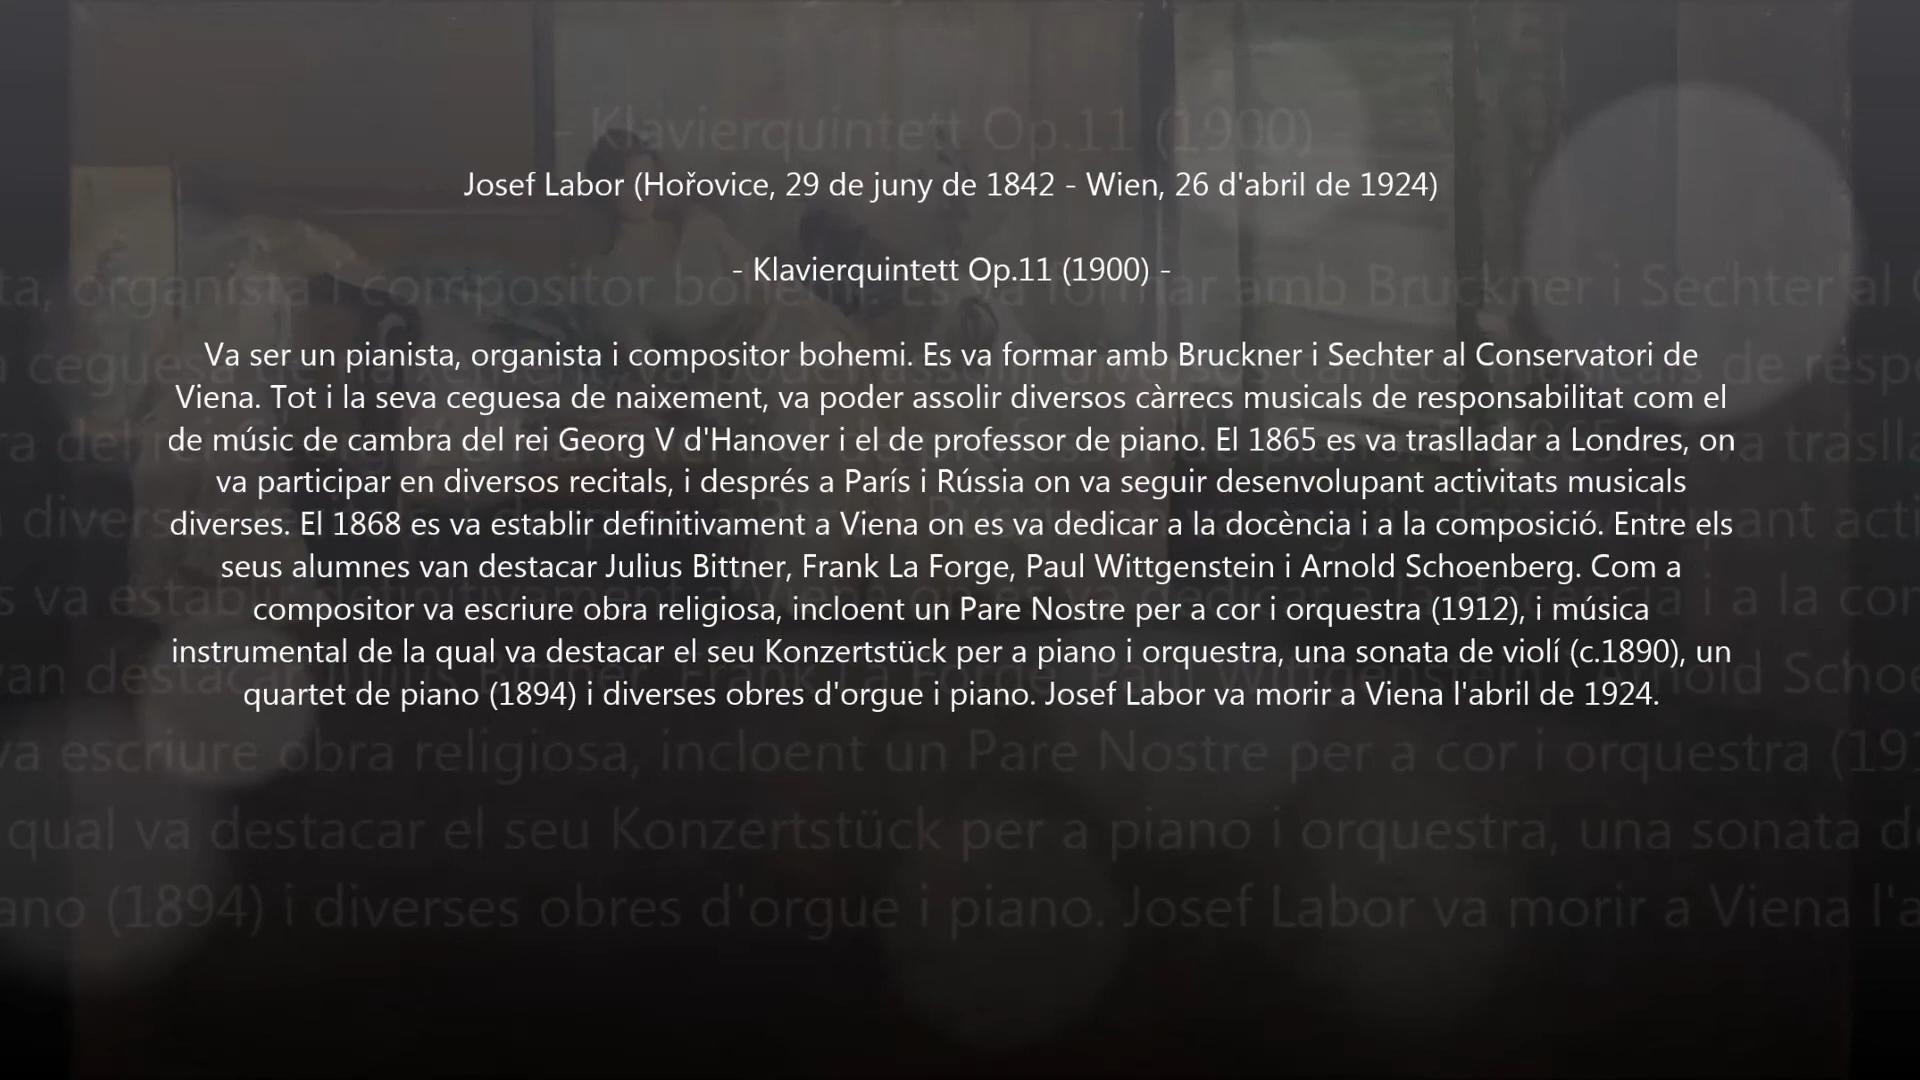 Josef Labor (Hořovice, 29 de juny de 1842 - Wien, 26 d'abril de 1924)
- Klavierquintett Op.11 (1900) -
Va ser un pianista, organista i compositor bohemi. Es va formar amb Bruckner i Sechter al Conservatori de
Viena. Tot i la seva ceguesa de naixement, va poder assolir diversos càrrecs musicals de responsabilitat com el
de músic de cambra del rei Georg V d'Hanover i el de professor de piano. El 1865 es va traslladar a Londres, on
va participar en diversos recitals, i després a París i Rússia on va seguir desenvolupant activitats musicals
diverses. El 1868 es va establir definitivament a Viena on es va dedicar a la docència i a la composició. Entre els
seus alumnes van destacar Julius Bittner, Frank La Forge, Paul Wittgenstein i Arnold Schoenberg. Com a
compositor va escriure obra religiosa, incloent un Pare Nostre per a cor i orquestra (1912), i música
instrumental de la qual va destacar el seu Konzertstück per a piano i orquestra, una sonata de violí (c.1890), un
quartet de piano (1894) i diverses obres d'orgue i piano. Josef Labor va morir a Viena l'abril de 1924.